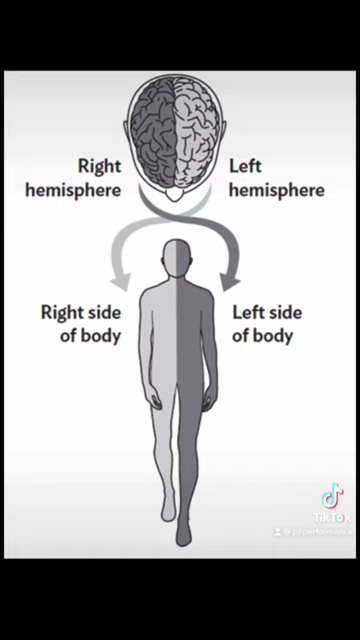 Right
hemisphere
Left
hemisphere
Right side
of body
Left side
of body
TikTok